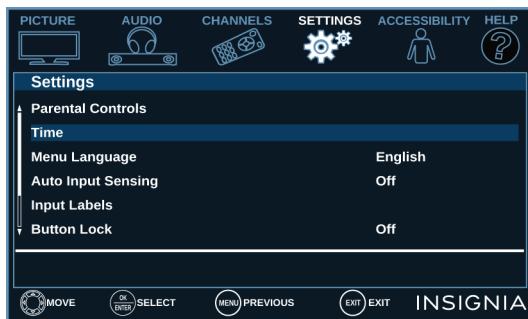 PICTURE AUDIO CHANNELS SETTINGS ACCESSIBILITY HELP
Settings
Parental Controls
Time
Menu Language English
Auto Input Sensing Off
Input Labels
Button Lock Off
MOVE OK ENTER SELECT MENU PREVIOUS EXIT EXIT INSIGNIA